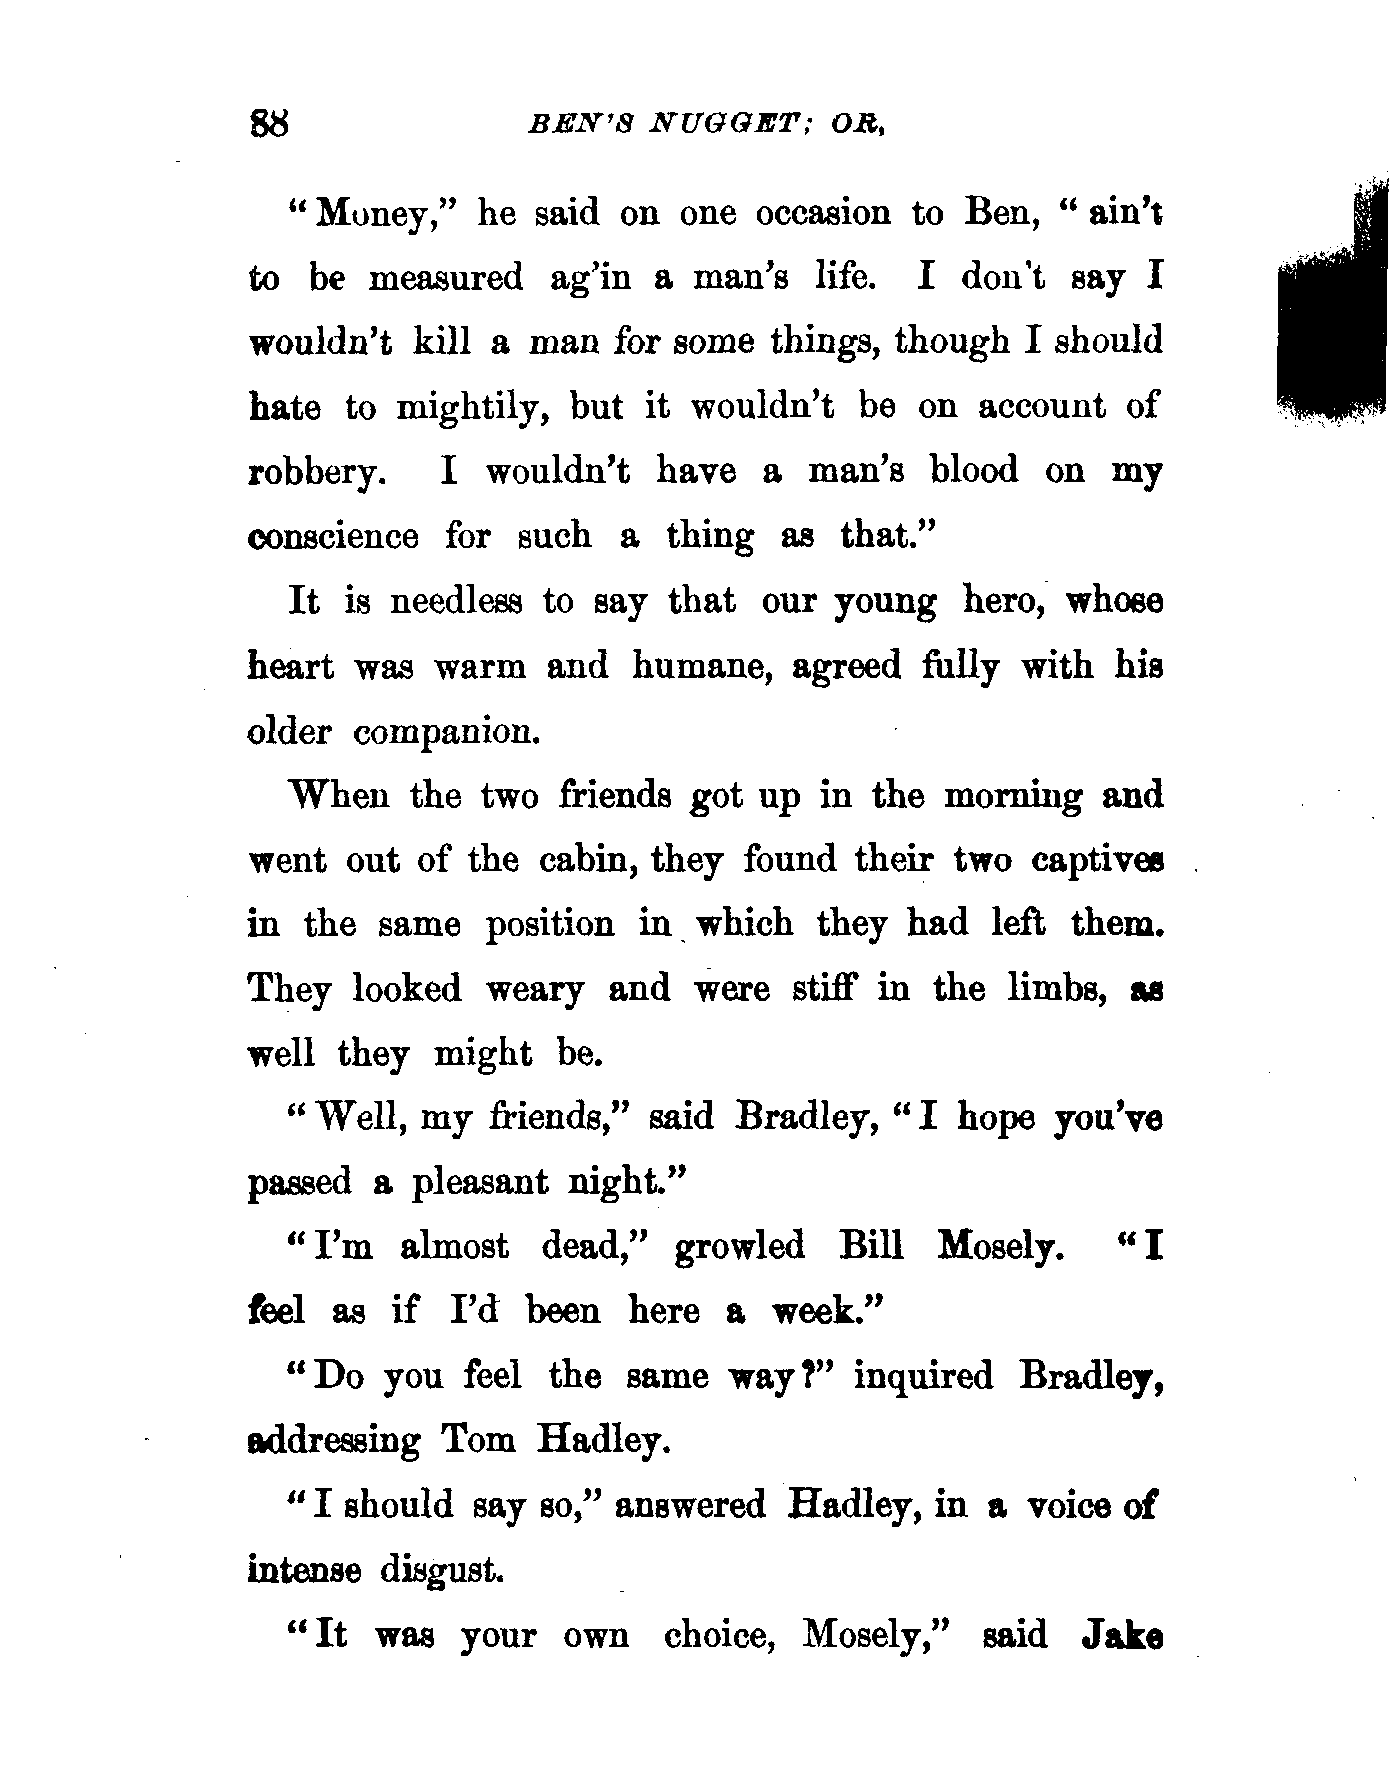 88 BEN'S NUGGET; OR,
"Money," he said on one occasion to Ben, "ain't
to be measured ag'in a man's life. I don't say I
wouldn't kill a man for some things, though I should
hate to mightily, but it wouldn't be on account of
robbery. I wouldn't have a man's blood on my
conscience for such a thing as that."
It is needless to say that our young hero, whose
heart was warm and humane, agreed fully with his
older companion.
When the two friends got up in the morning and
went out of the cabin, they found their two captives
in the same position in which they had left them.
They looked weary and were stiff in the limbs, as
well they might be.
"Well, my friends," said Bradley, "I hope you've
passed a pleasant night."
"I'm almost dead," growled Bill Mosely. "I
feel as if I'd been here a week."
"Do you feel the same way?" inquired Bradley,
addressing Tom Hadley.
"I should say so," answered Hadley, in a voice of
intense disgust.
"It was your own choice, Mosely," said Jake